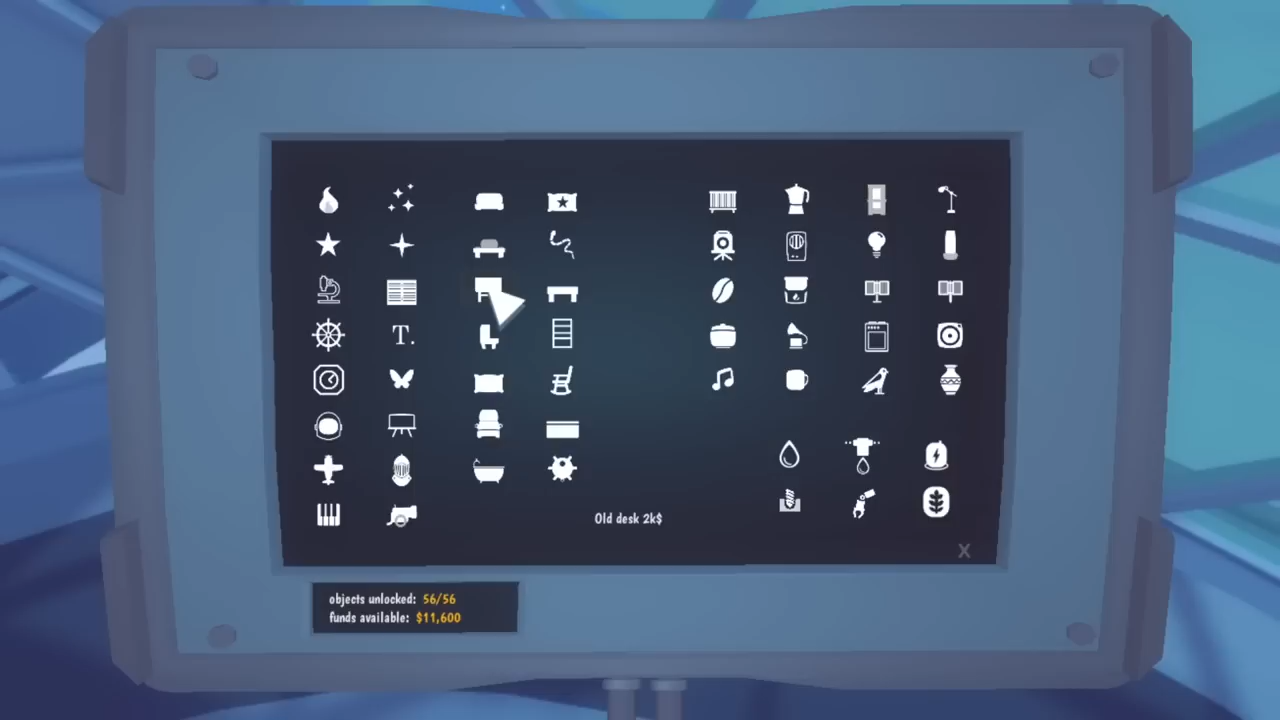 T.
Old desk 2k$
X
objects unlocked: 56/56
funds available: $11,600